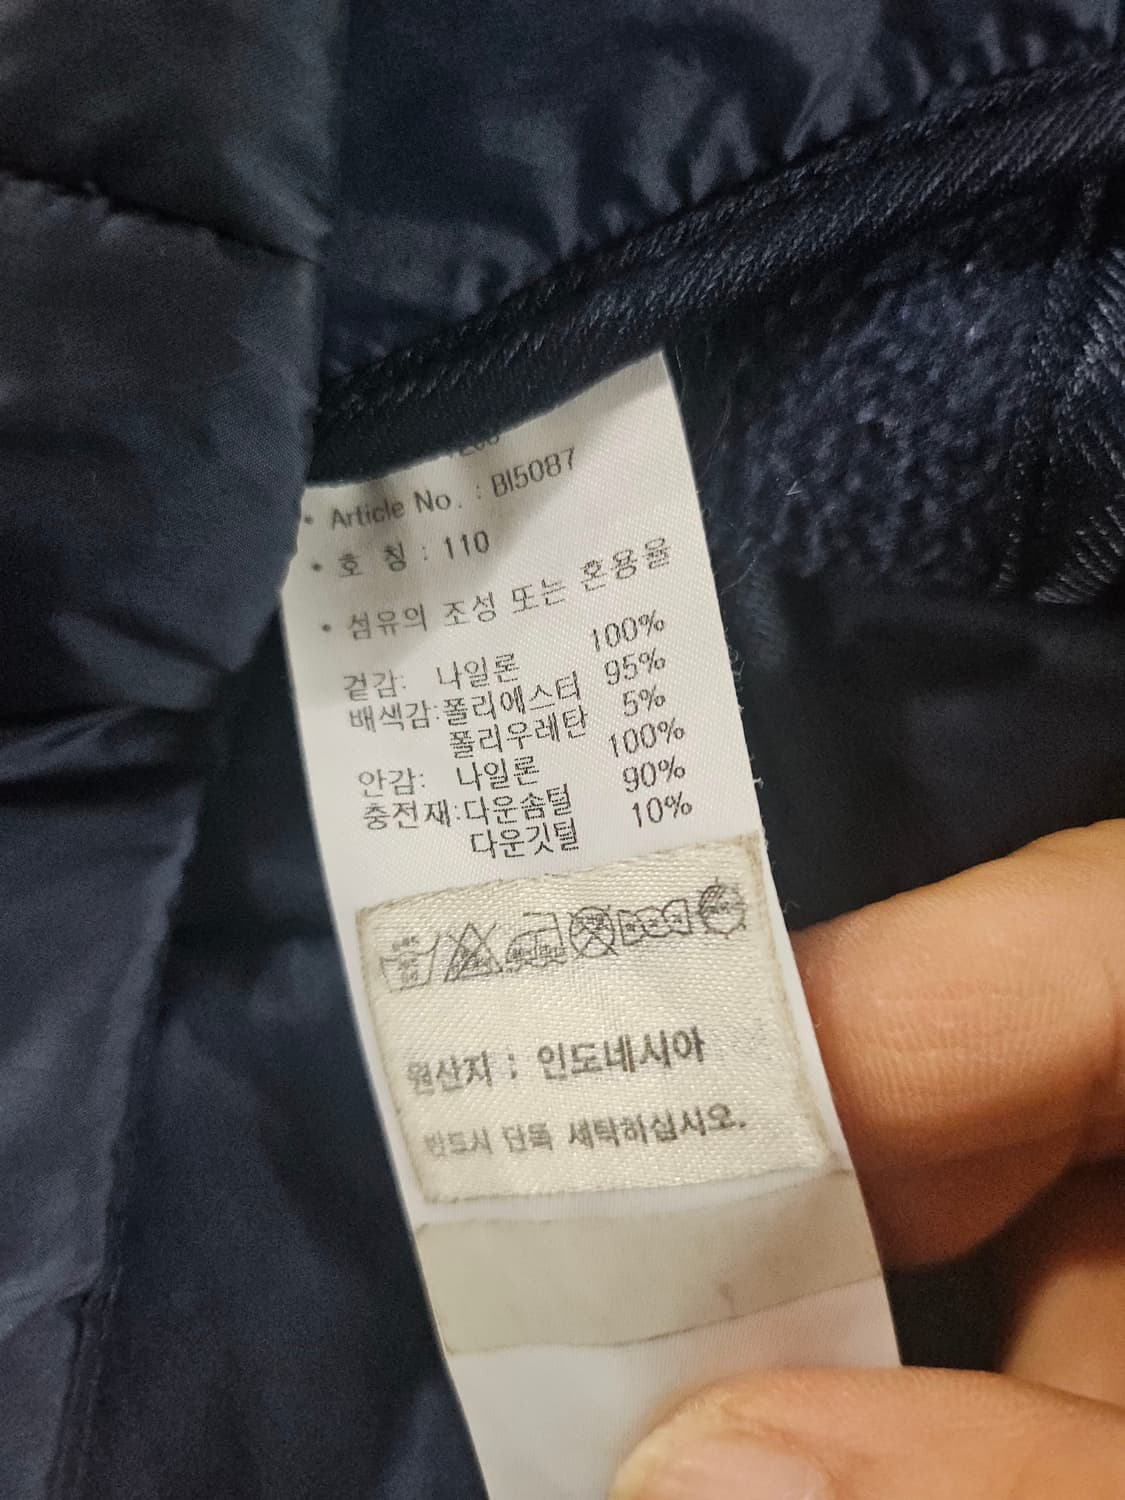 • Article No. : BI5087
• 호 칭 : 110
• 섬유의 조성 또는 혼용율
겉감: 나일론 100%
배색감:폴리에스터 95%
폴리우레탄 5%
안감: 나일론 100%
충전재:다운솜털 90%
다운깃털 10%
원산지 : 인도네시아
반드시 단독 세탁하십시오.